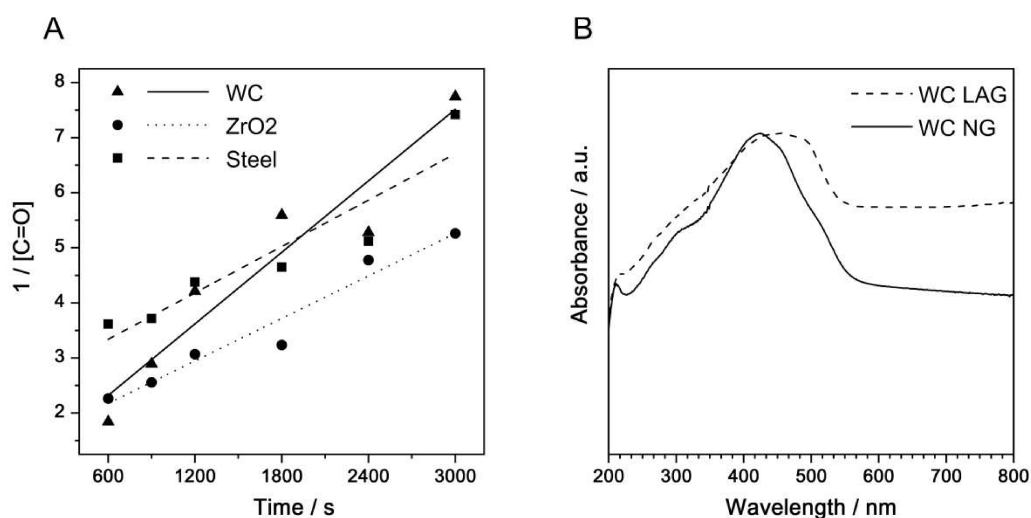 A
8
7
6
5
4
3
2
1 / [C=O]
WC
ZrO2
Steel
600 1200 1800 2400 3000
Time / s
B
Absorbance / a.u.
WC LAG
WC NG
200 300 400 500 600 700 800
Wavelength / nm